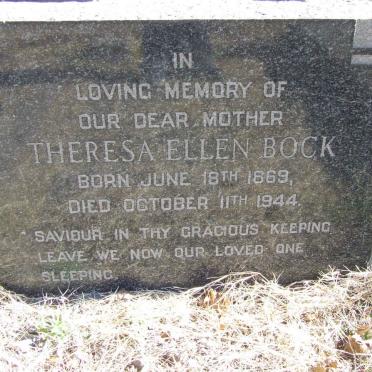 IN
LOVING MEMORY OF
OUR DEAR MOTHER
THERESA ELLEN BOCK
BORN JUNE 18TH 1869,
DIED OCTOBER 11TH 1944.
"SAVIOUR IN THY GRACIOUS KEEPING
LEAVE WE NOW OUR LOVED ONE
SLEEPING.